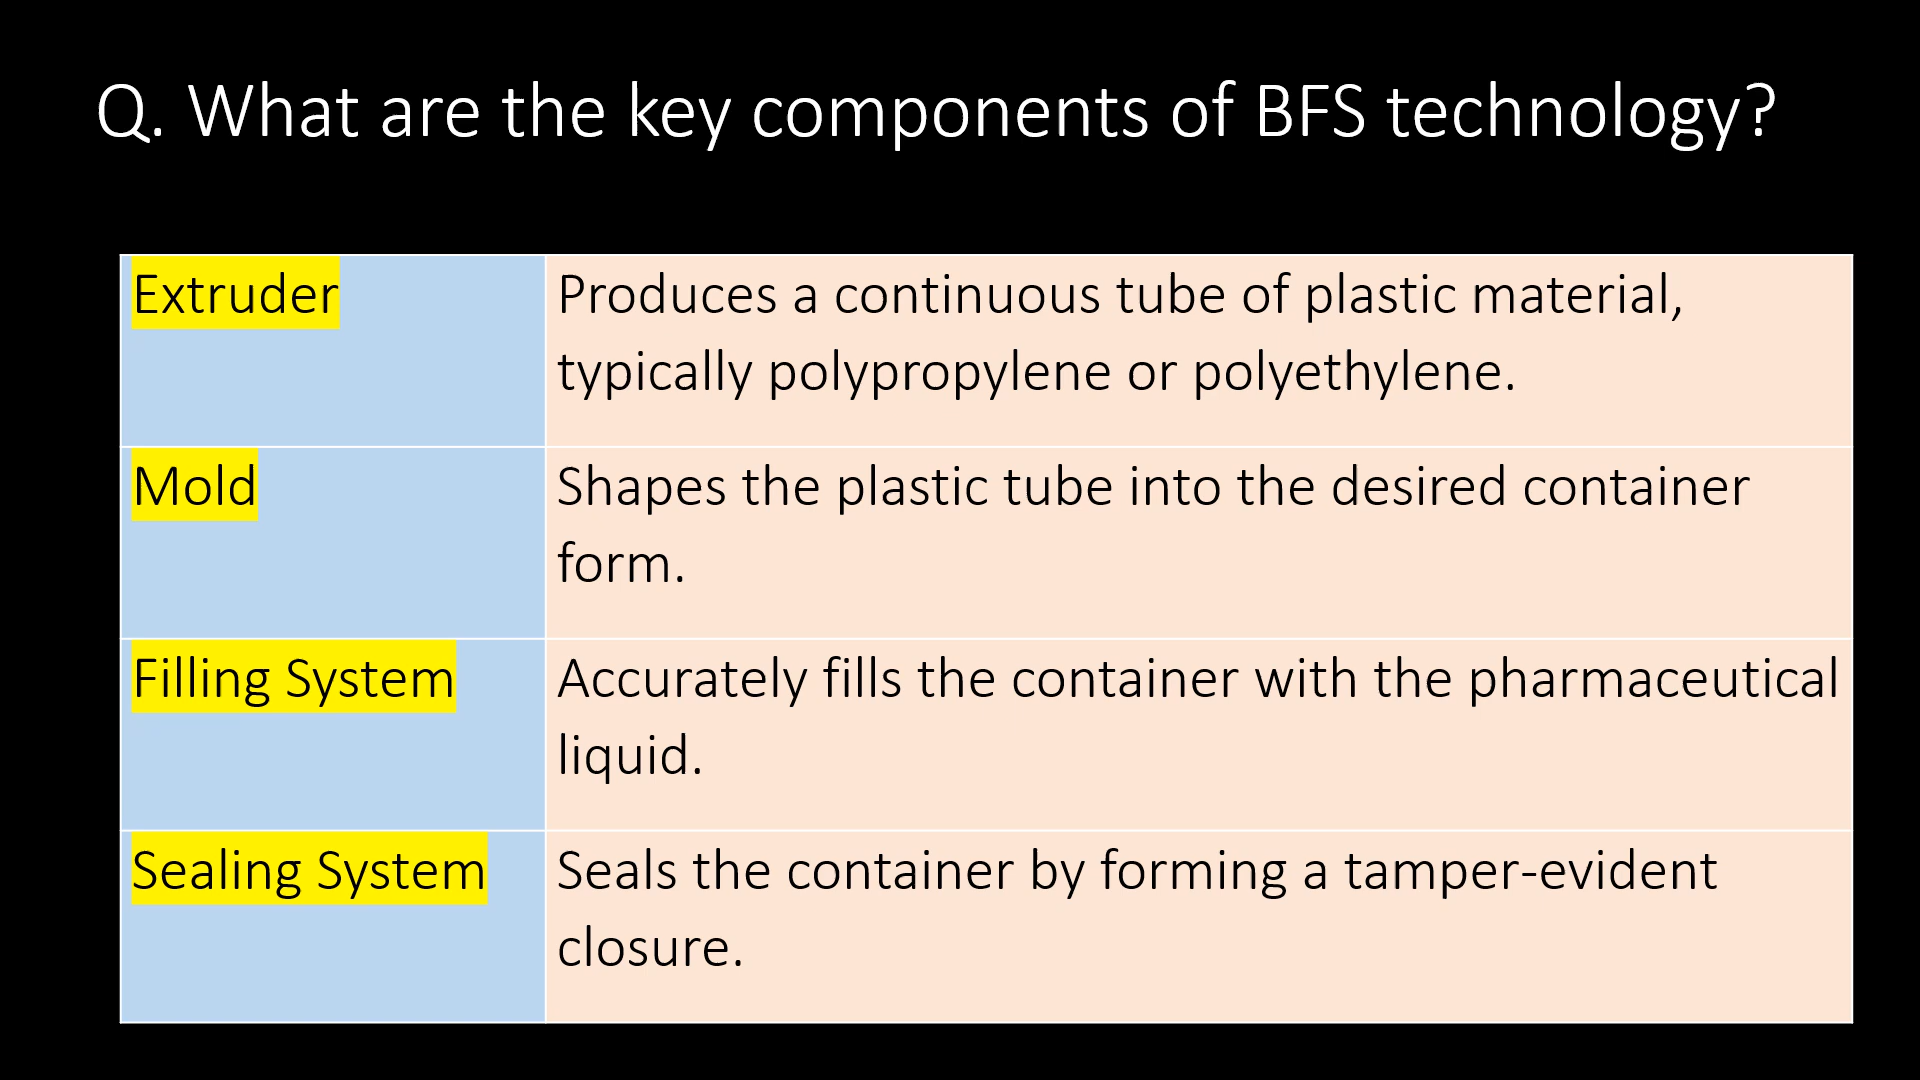 Q. What are the key components of BFS technology?
Extruder
Produces a continuous tube of plastic material,
typically polypropylene or polyethylene.
Mold
Shapes the plastic tube into the desired container
form.
Filling System
Accurately fills the container with the pharmaceutical
liquid.
Sealing System
Seals the container by forming a tamper-evident
closure.